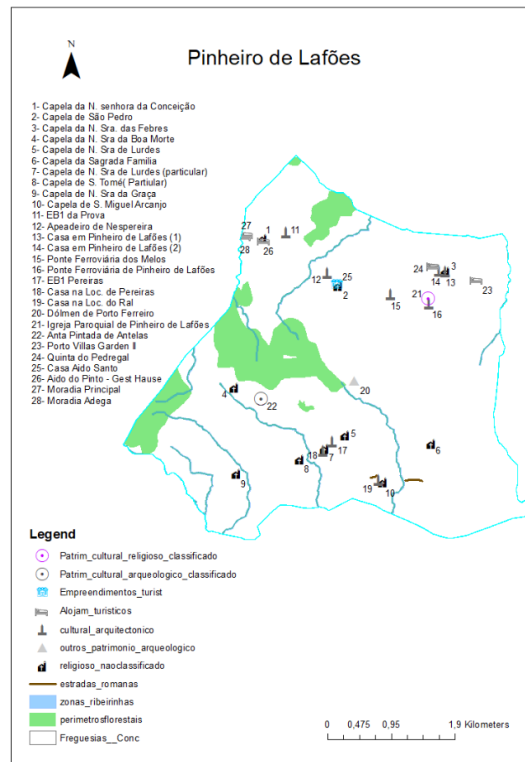 N
Pinheiro de Lafões
1- Capela da N. senhora da Conceição
2- Capela de São Pedro
3- Capela da N. Sra. das Febres
4- Capela da N. Sra da Boa Morte
5- Capela de N. Sra de Lurdes
6- Capela da Sagrada Familia
7- Capela de N. Sra de Lurdes (particular)
8- Capela de S. Tomé( Partiular)
9- Capela de N. Sra da Graça
10- Capela de S. Miguel Arcanjo
11- EB1 da Prova
12- Apeadeiro de Nespereira
13- Casa em Pinheiro de Lafões (1)
14- Casa em Pinheiro de Lafões (2)
15- Ponte Ferroviária dos Melos
16- Ponte Ferroviária de Pinheiro de Lafões
17- EB1 Pereiras
18- Casa na Loc. de Pereiras
19- Casa na Loc. do Ral
20- Dólmen de Porto Ferreiro
21- Igreja Paroquial de Pinheiro de Lafões
22- Anta Pintada de Antelas
23- Porto Villas Garden II
24- Quinta do Pedregal
25- Casa Aido Santo
26- Aido do Pinto - Gest Hause
27- Moradia Principal
28- Moradia Adega
27
1
11
28
26
12
25
2
24
3
14
13
23
21
15
16
20
4
22
5
17
18
7
8
6
9
19
10
Legend
Patrim_cultural_religioso_classificado
Patrim_cultural_arqueologico_classificado
Empreendimentos_turist
Alojam_turisticos
cultural_arquitectonico
outros_patrimonio_arqueologico
religioso_naoclassificado
estradas_romanas
zonas_ribeirinhas
perimetrosflorestais
Freguesias__Conc
0 0,475 0,95 1,9 Kilometers